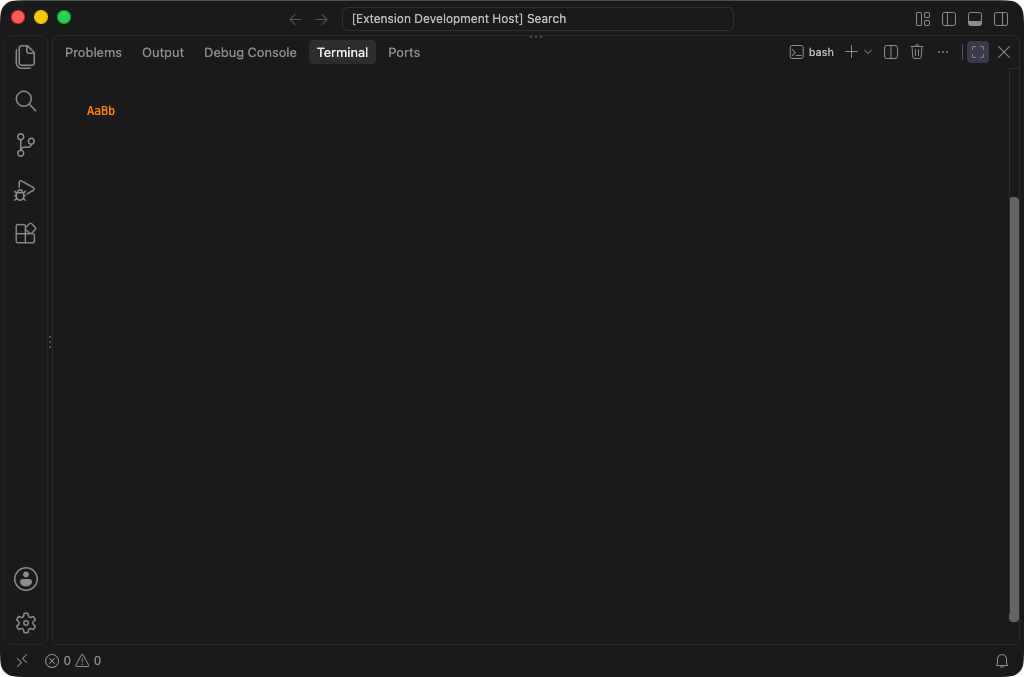 [Extension Development Host] Search
Problems Output Debug Console Terminal Ports
bash
AaBb
0 0